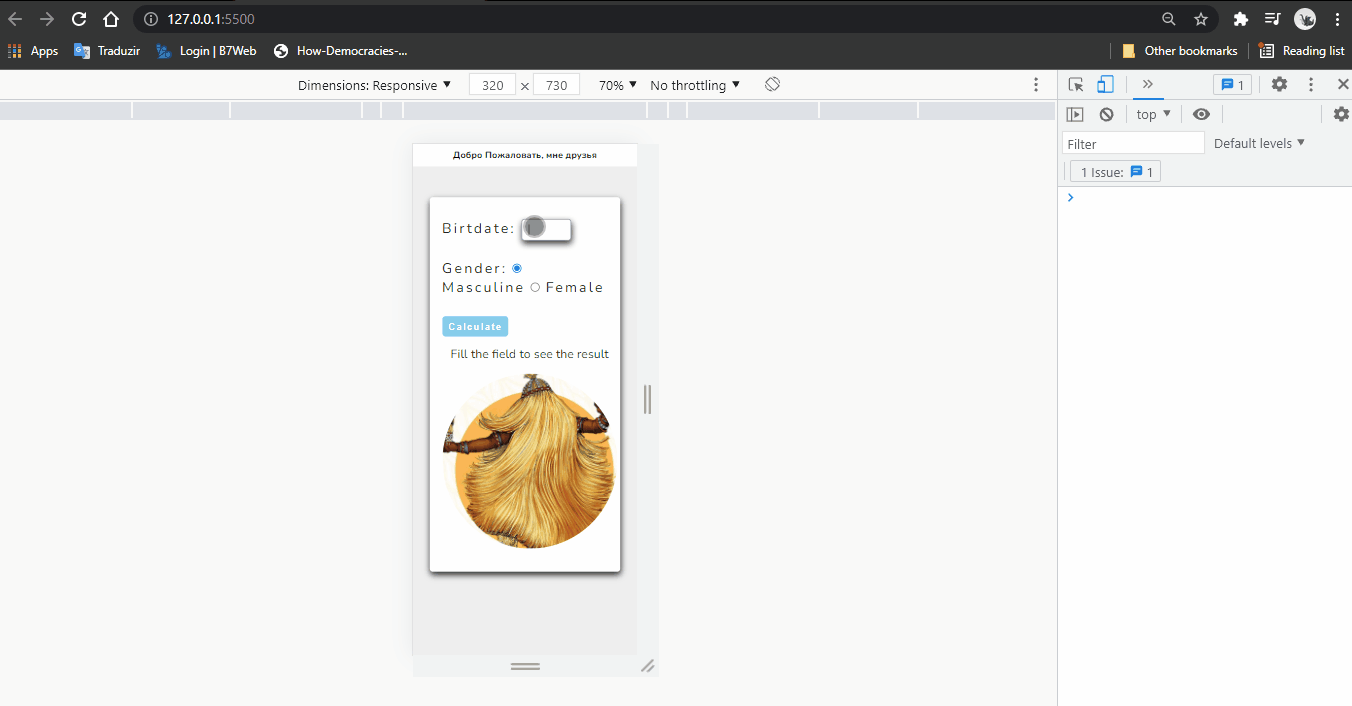 127.0.0.1:5500
Apps Traduzir Login | B7Web How-Democracies-... Other bookmarks Reading list
Dimensions: Responsive 320 × 730 70% No throttling 1
top
Filter Default levels
1 Issue: 1
Добро Пожаловать, мне друзья
Birtdate:
Gender:
Masculine Female
Calculate
Fill the field to see the result